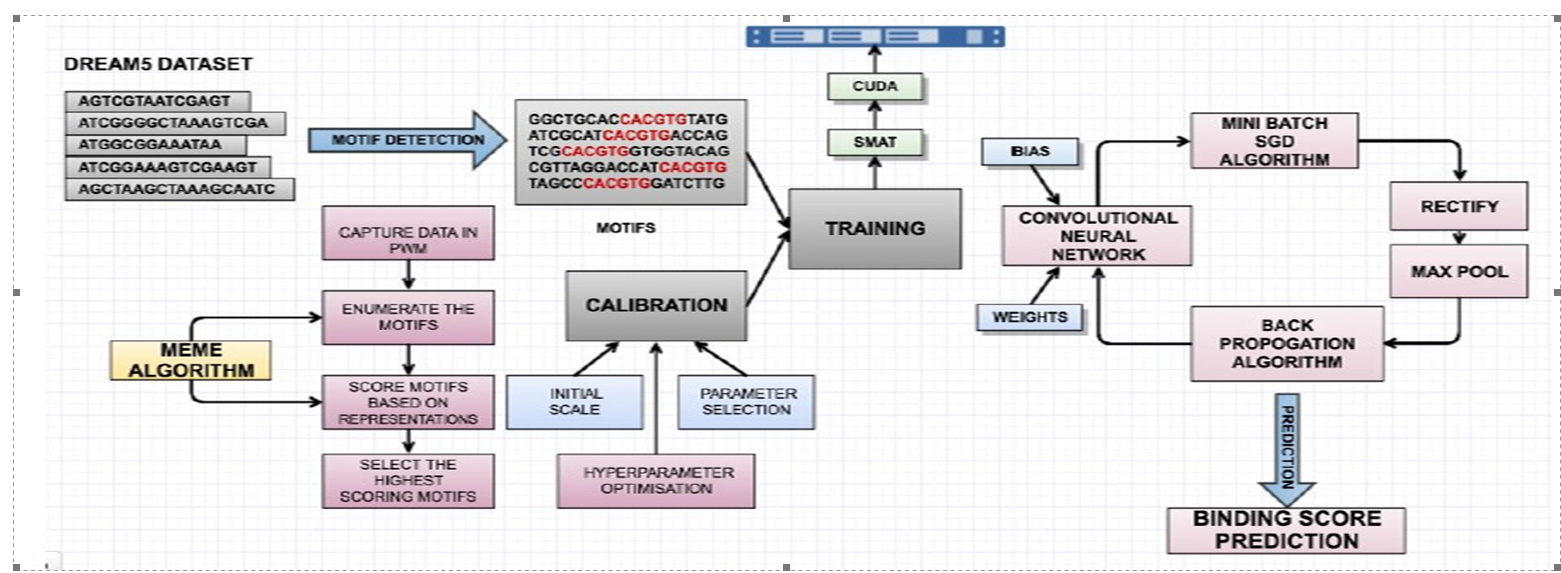 DREAM5 DATASET
AGTCGTAATCGAGT
ATCGGGGCTAAAGTCGA
ATGGCGGAAATAA
ATCGGAAAGTCGAAGT
AGCTAAGCTAAAGCAATC
MOTIF DETETCTION
GGCTGCACCACGTGTATG
ATCGCATCACGTGACCAG
TCGCACGTGGTGGTACAG
CGTTAGGACCATCACGTG
TAGCCCACGTGGATCTTG
MOTIFS
CAPTURE DATA IN
PWM
ENUMERATE THE
MOTIFS
MEME
ALGORITHM
SCORE MOTIFS
BASED ON
REPRESENTATIONS
SELECT THE
HIGHEST
SCORING MOTIFS
CALIBRATION
INITIAL
SCALE
PARAMETER
SELECTION
HYPERPARAMETER
OPTIMISATION
CUDA
SMAT
TRAINING
BIAS
CONVOLUTIONAL
NEURAL
NETWORK
WEIGHTS
MINI BATCH
SGD
ALGORITHM
RECTIFY
MAX POOL
BACK
PROPOGATION
ALGORITHM
PREDICTION
BINDING SCORE
PREDICTION